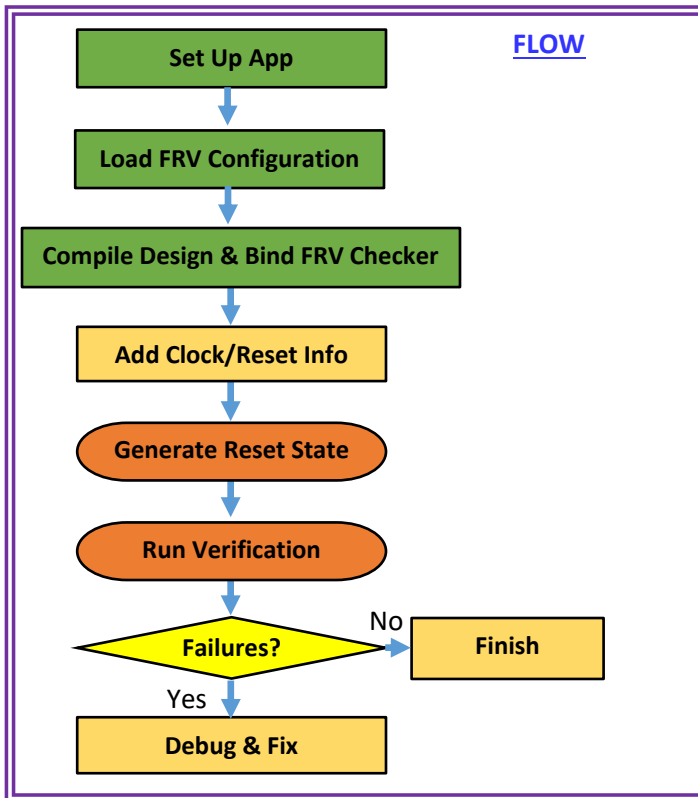 FLOW
Set Up App
Load FRV Configuration
Compile Design & Bind FRV Checker
Add Clock/Reset Info
Generate Reset State
Run Verification
Failures?
No
Finish
Yes
Debug & Fix